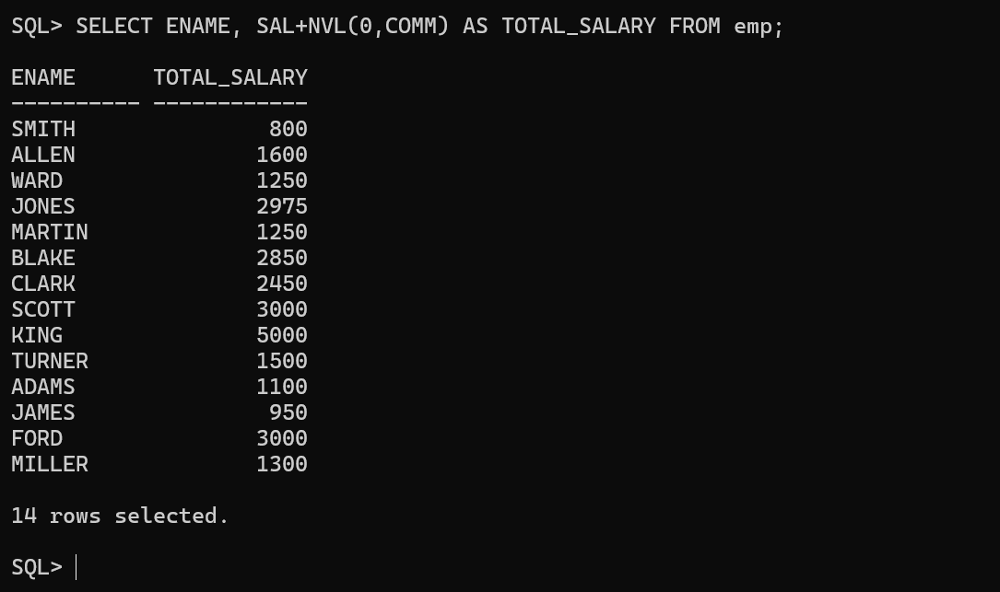 SQL> SELECT ENAME, SAL+NVL(0,COMM) AS TOTAL_SALARY FROM emp;
ENAME      TOTAL_SALARY
---------- ------------
SMITH               800
ALLEN              1600
WARD               1250
JONES              2975
MARTIN             1250
BLAKE              2850
CLARK              2450
SCOTT              3000
KING               5000
TURNER             1500
ADAMS              1100
JAMES               950
FORD               3000
MILLER             1300
14 rows selected.
SQL>